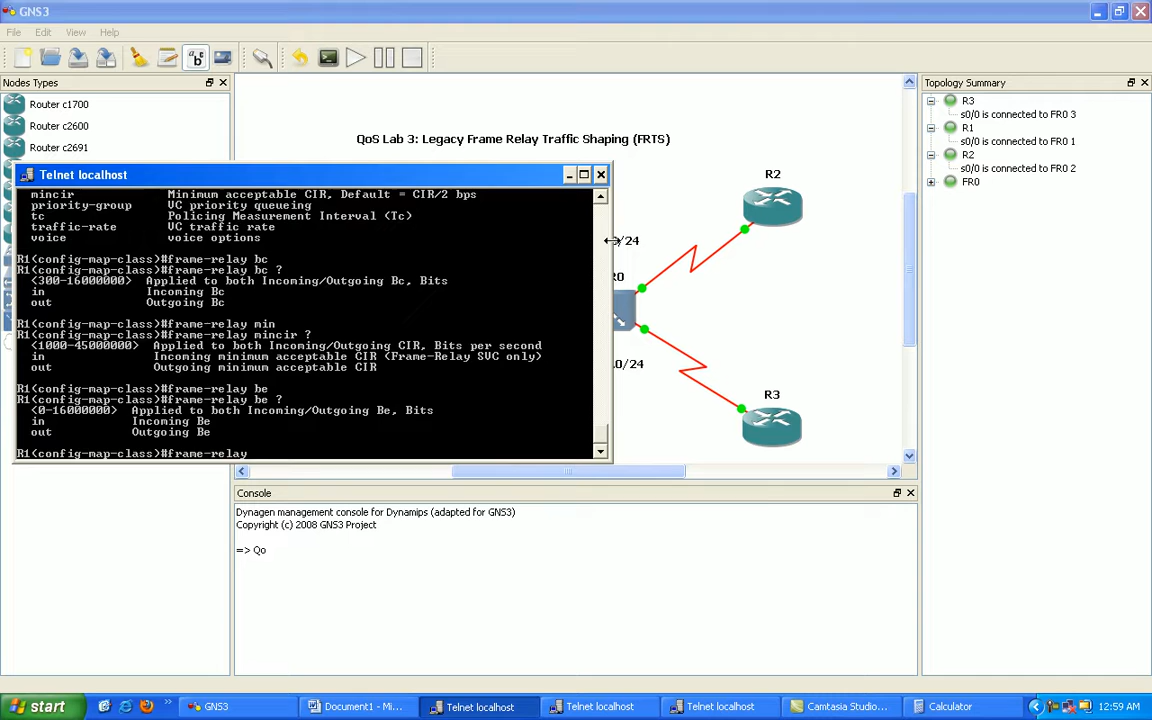 GNS3
File Edit View Help
Nodes Types
Router c1700
Router c2600
Router c2691
QoS Lab 3: Legacy Frame Relay Traffic Shaping (FRTS)
R2
/24
R0
.0/24
R3
Telnet localhost
mincir Minimum acceptable CIR, Default = CIR/2 bps
priority-group VC priority queueing
tc Policing Measurement Interval (Tc)
traffic-rate VC traffic rate
voice voice options
R1(config-map-class)#frame-relay bc
R1(config-map-class)#frame-relay bc ?
<300-16000000> Applied to both Incoming/Outgoing Bc, Bits
in Incoming Bc
out Outgoing Bc
R1(config-map-class)#frame-relay min
R1(config-map-class)#frame-relay mincir ?
<1000-45000000> Applied to both Incoming/Outgoing CIR, Bits per second
in Incoming minimum acceptable CIR (Frame-Relay SVC only)
out Outgoing minimum acceptable CIR
R1(config-map-class)#frame-relay be
R1(config-map-class)#frame-relay be ?
<0-16000000> Applied to both Incoming/Outgoing Be, Bits
in Incoming Be
out Outgoing Be
R1(config-map-class)#frame-relay
Topology Summary
R3
s0/0 is connected to FR0 3
R1
s0/0 is connected to FR0 1
R2
s0/0 is connected to FR0 2
FR0
Console
Dynagen management console for Dynamips (adapted for GNS3)
Copyright (c) 2008 GNS3 Project
=> Qo
start
GNS3
Document1 - Mi...
Telnet localhost
Telnet localhost
Telnet localhost
Camtasia Studio...
Calculator
12:59 AM